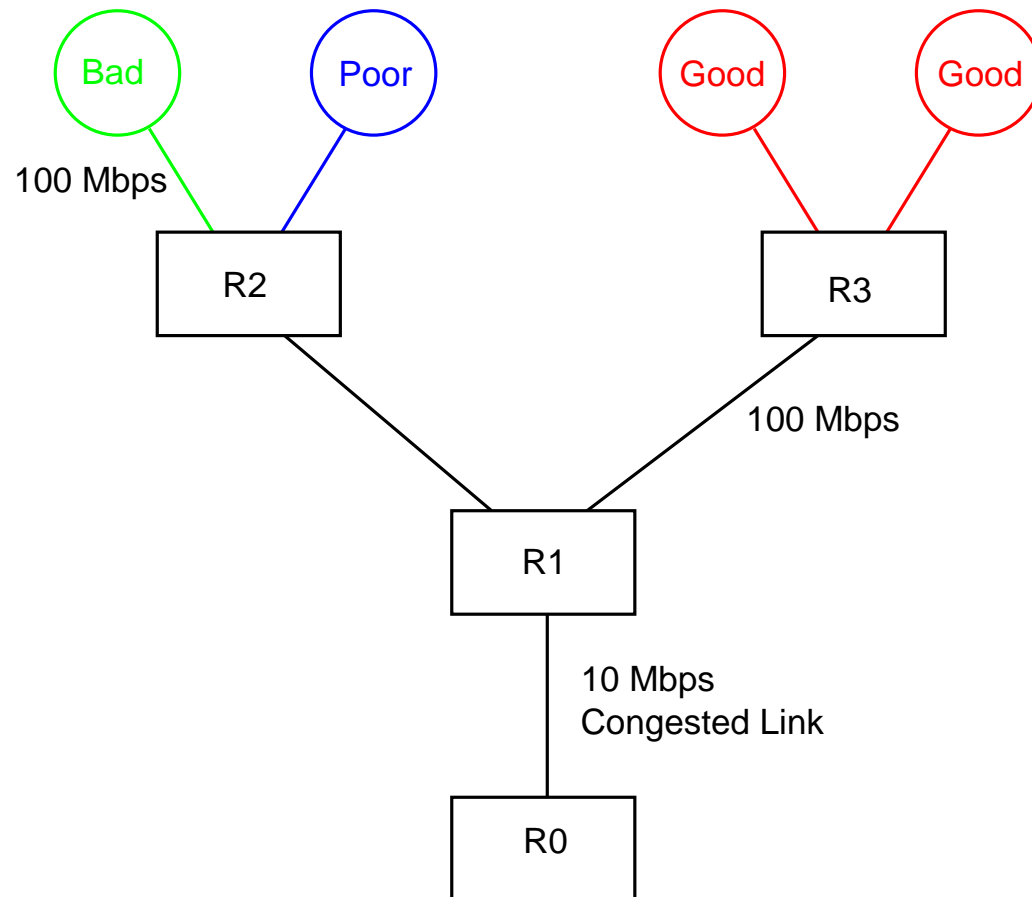 Bad
Poor
Good
Good
100 Mbps
R2
R3
100 Mbps
R1
10 Mbps
Congested Link
R0